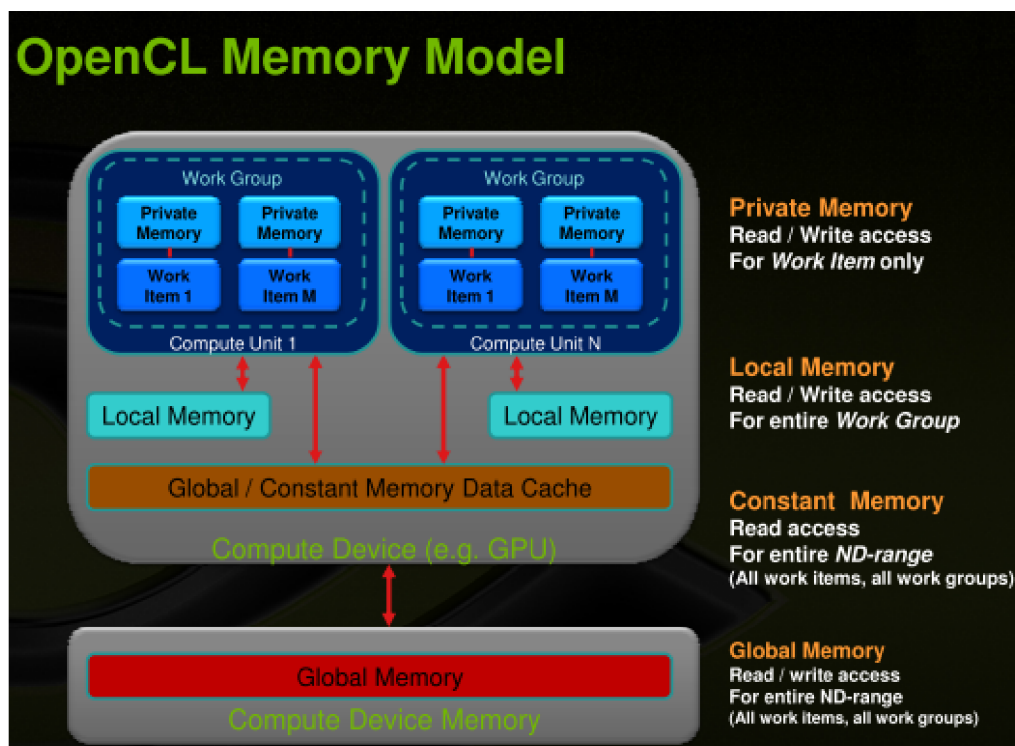 OpenCL Memory Model
Work Group
Private Memory
Private Memory
Work Item 1
Work Item M
Compute Unit 1
Work Group
Private Memory
Private Memory
Work Item 1
Work Item M
Compute Unit N
Local Memory
Local Memory
Global / Constant Memory Data Cache
Compute Device (e.g. GPU)
Global Memory
Compute Device Memory
Private Memory
Read / Write access
For Work Item only
Local Memory
Read / Write access
For entire Work Group
Constant Memory
Read access
For entire ND-range
(All work items, all work groups)
Global Memory
Read / write access
For entire ND-range
(All work items, all work groups)